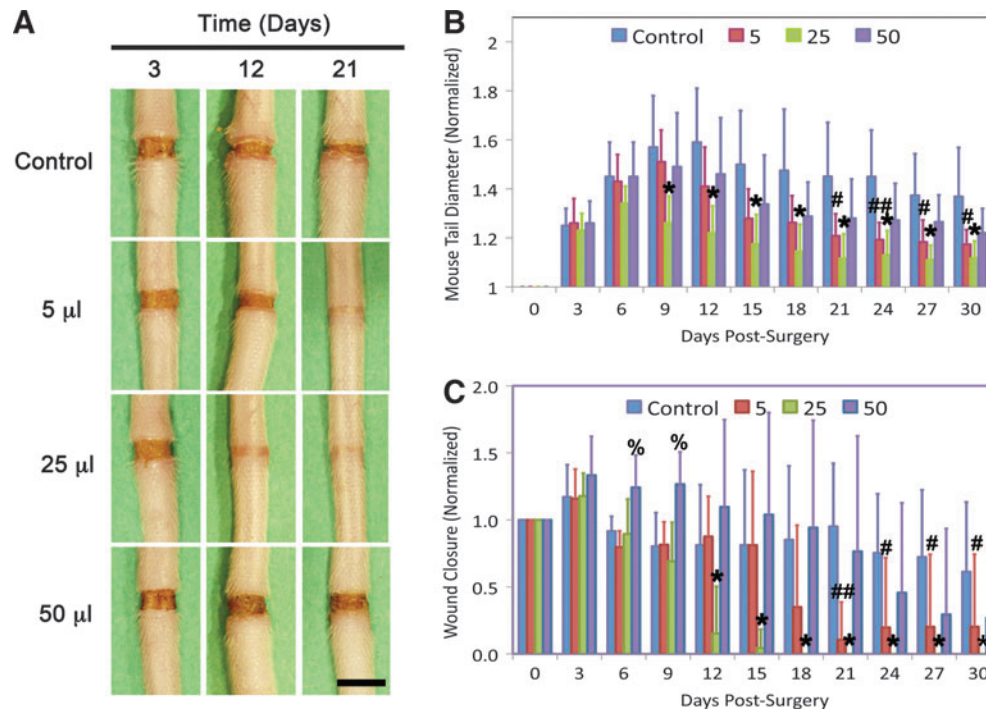 A
Time (Days)
3 12 21
Control
5 µl
25 µl
50 µl
B
Mouse Tail Diameter (Normalized)
2
1.8
1.6
1.4
1.2
1
Control 5 25 50
* * * * # * ## * # * # *
0 3 6 9 12 15 18 21 24 27 30
Days Post-Surgery
C
Wound Closure (Normalized)
2.0
1.5
1.0
0.5
0.0
Control 5 25 50
% % * * * ## * # * # * # *
0 3 6 9 12 15 18 21 24 27 30
Days Post-Surgery